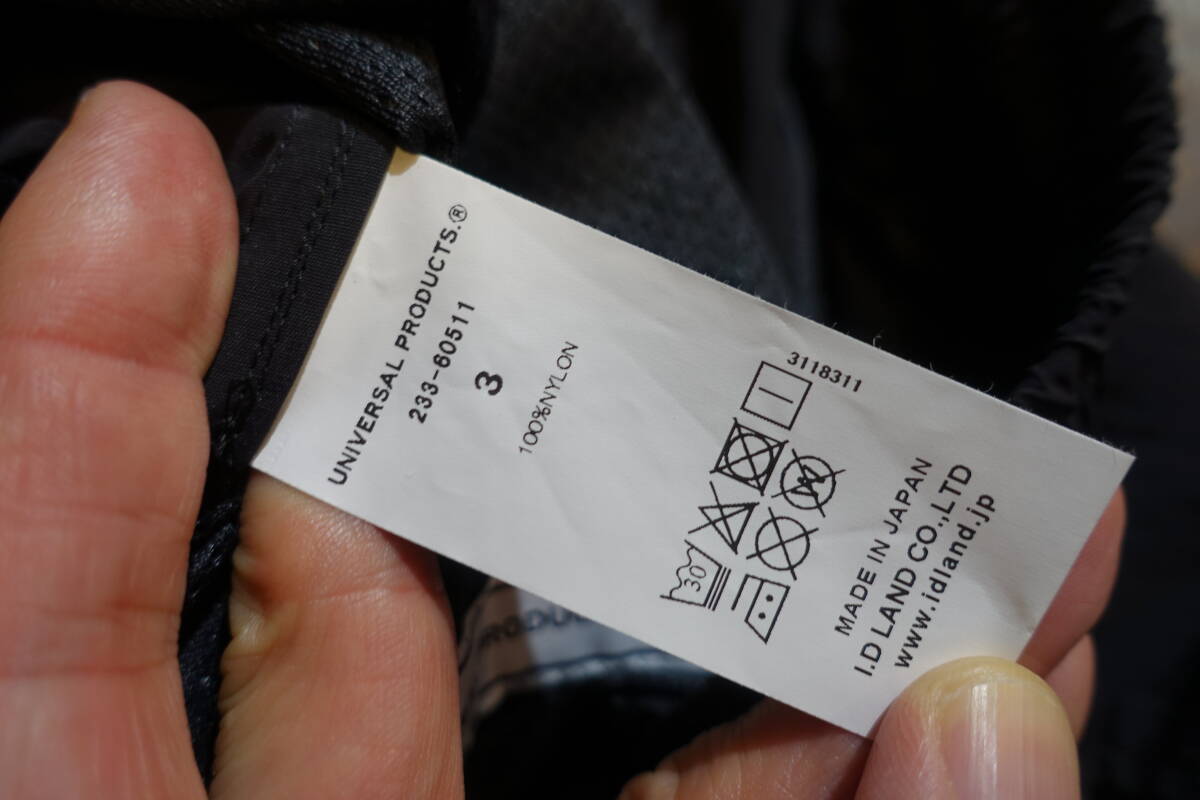 UNIVERSAL PRODUCTS.®
233-60511
3
100%NYLON
3118311
W
30
MADE IN JAPAN
I.D LAND CO.,LTD
www.idland.jp